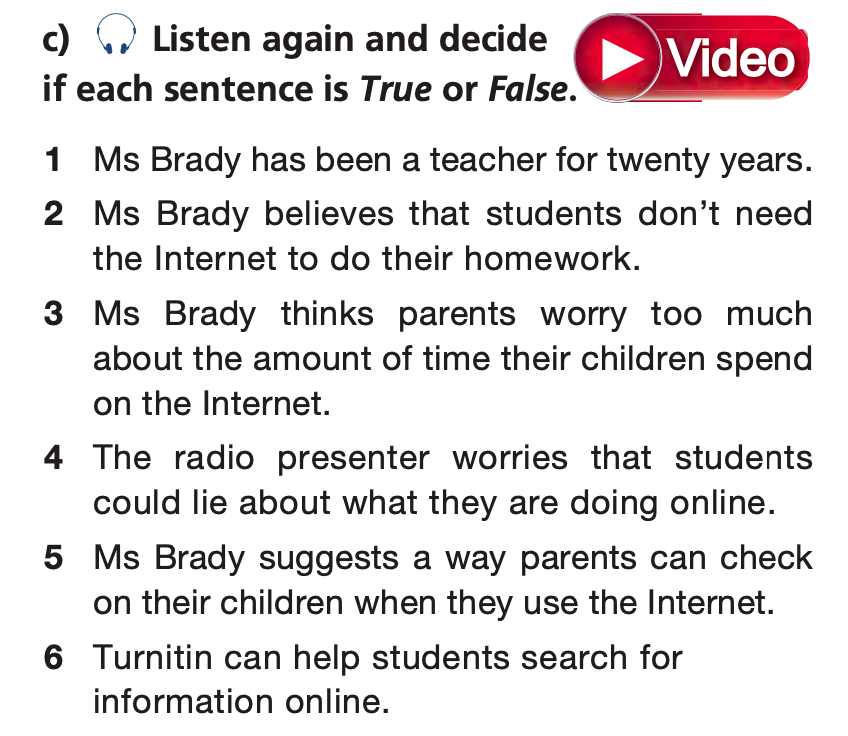 c) Listen again and decide
if each sentence is True or False.
Video
1 Ms Brady has been a teacher for twenty years.
2 Ms Brady believes that students don't need
the Internet to do their homework.
3 Ms Brady thinks parents worry too much
about the amount of time their children spend
on the Internet.
4 The radio presenter worries that students
could lie about what they are doing online.
5 Ms Brady suggests a way parents can check
on their children when they use the Internet.
6 Turnitin can help students search for
information online.